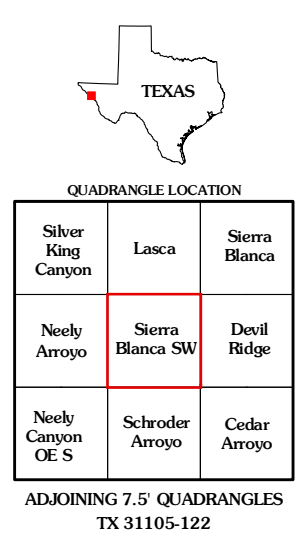 TEXAS
QUADRANGLE LOCATION
Silver
King
Canyon
Lasca
Sierra
Blanca
Neely
Arroyo
Sierra
Blanca SW
Devil
Ridge
Neely
Canyon
OE S
Schroder
Arroyo
Cedar
Arroyo
ADJOINING 7.5' QUADRANGLES
TX 31105-122